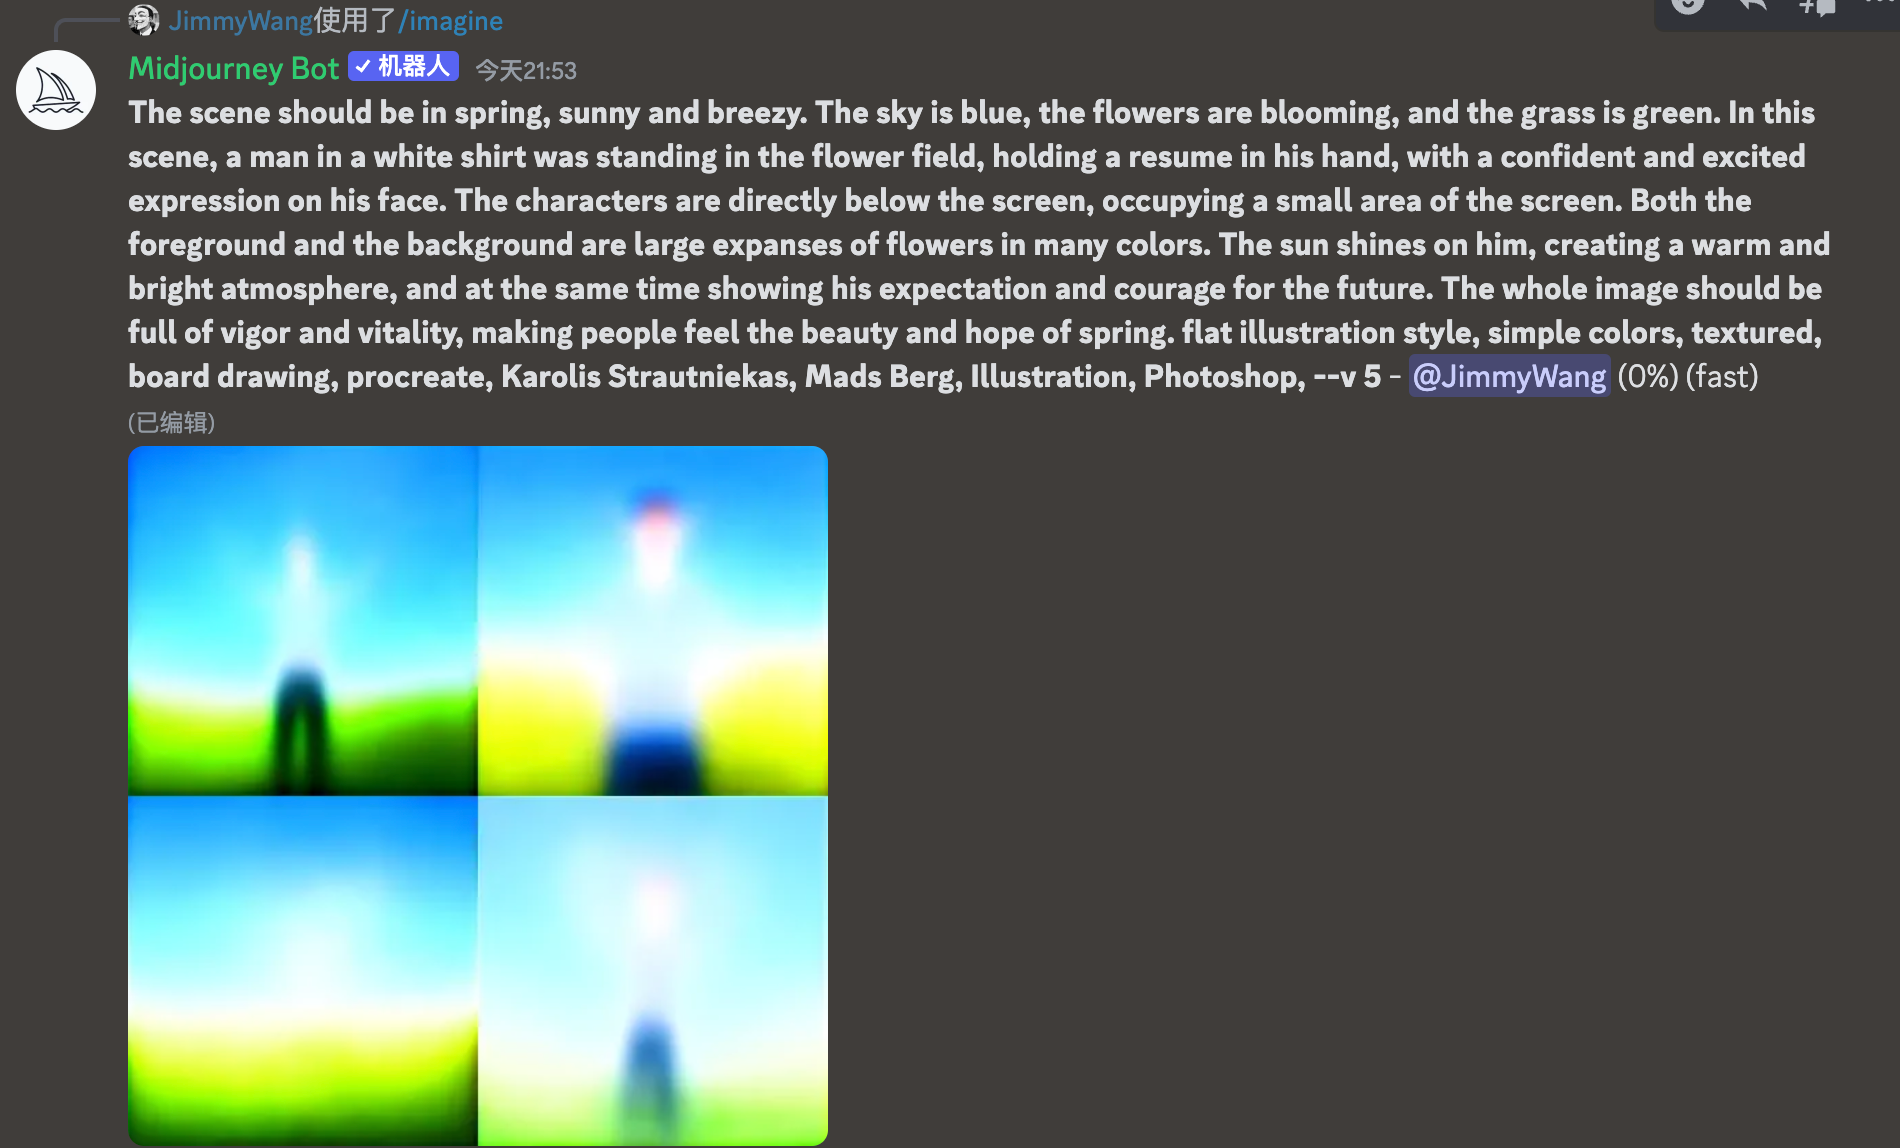 JimmyWang使用了/imagine
Midjourney Bot ✓ 机器人 今天21:53
The scene should be in spring, sunny and breezy. The sky is blue, the flowers are blooming, and the grass is green. In this
scene, a man in a white shirt was standing in the flower field, holding a resume in his hand, with a confident and excited
expression on his face. The characters are directly below the screen, occupying a small area of the screen. Both the
foreground and the background are large expanses of flowers in many colors. The sun shines on him, creating a warm and
bright atmosphere, and at the same time showing his expectation and courage for the future. The whole image should be
full of vigor and vitality, making people feel the beauty and hope of spring. flat illustration style, simple colors, textured,
board drawing, procreate, Karolis Strautniekas, Mads Berg, Illustration, Photoshop, --v 5 - @JimmyWang (0%) (fast)
(已编辑)